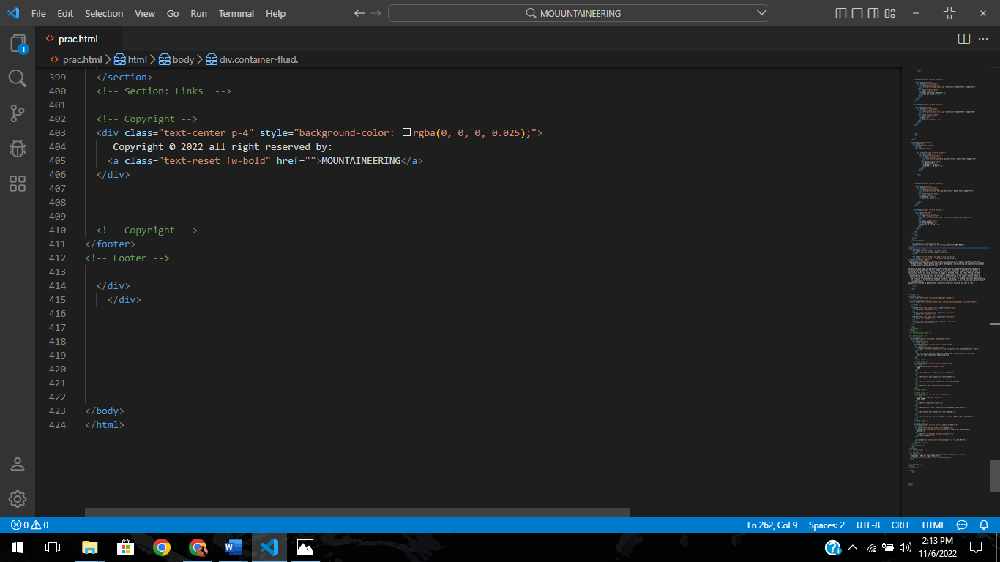 File Edit Selection View Go Run Terminal Help MOUUNTAINEERING
prac.html
prac.html html body div.container-fluid.
1
399 </section>
400 <!-- Section: Links  -->
401
402 <!-- Copyright -->
403 <div class="text-center p-4" style="background-color: rgba(0, 0, 0, 0.025);">
404 Copyright © 2022 all right reserved by:
405 <a class="text-reset fw-bold" href="">MOUNTAINEERING</a>
406 </div>
407
408
409
410 <!-- Copyright -->
411 </footer>
412 <!-- Footer -->
413
414 </div>
415 </div>
416
417
418
419
420
421
422
423 </body>
424 </html>
0 0 Ln 262, Col 9 Spaces: 2 UTF-8 CRLF HTML
2:13 PM
11/6/2022